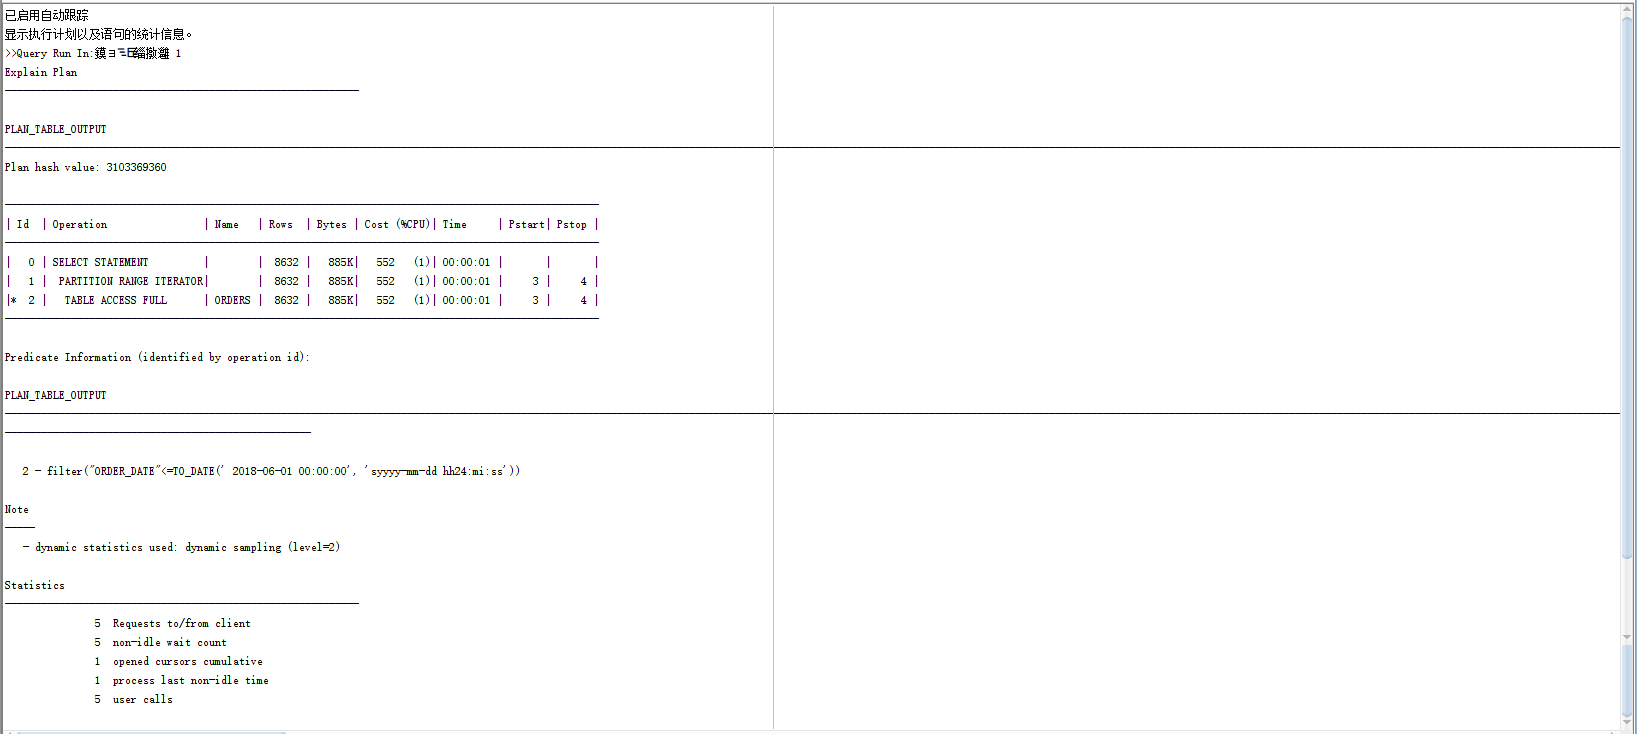 已启用自动跟踪
显示执行计划以及语句的统计信息。
>>Query Run In: 1
Explain Plan
-----------------------------------------------------------
PLAN_TABLE_OUTPUT
Plan hash value: 3103369360
| Id  | Operation                | Name   | Rows  | Bytes | Cost (%CPU)| Time     | Pstart| Pstop |
|   0 | SELECT STATEMENT         |        |  8632 |   885K|   552   (1)| 00:00:01 |       |       |
|   1 |  PARTITION RANGE ITERATOR|        |  8632 |   885K|   552   (1)| 00:00:01 |     3 |     4 |
|*  2 |   TABLE ACCESS FULL      | ORDERS |  8632 |   885K|   552   (1)| 00:00:01 |     3 |     4 |
Predicate Information (identified by operation id):
PLAN_TABLE_OUTPUT
2 - filter("ORDER_DATE"<=TO_DATE(' 2018-06-01 00:00:00', 'syyyy-mm-dd hh24:mi:ss'))
Note
-----
- dynamic statistics used: dynamic sampling (level=2)
Statistics
-----------------------------------------------------------
5  Requests to/from client
5  non-idle wait count
1  opened cursors cumulative
1  process last non-idle time
5  user calls